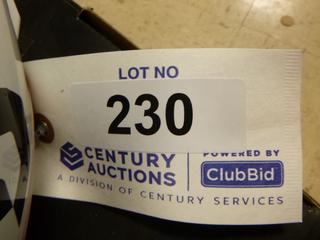 LOT NO
230
CENTURY AUCTIONS
A DIVISION OF CENTURY SERVICES
POWERED BY
ClubBid